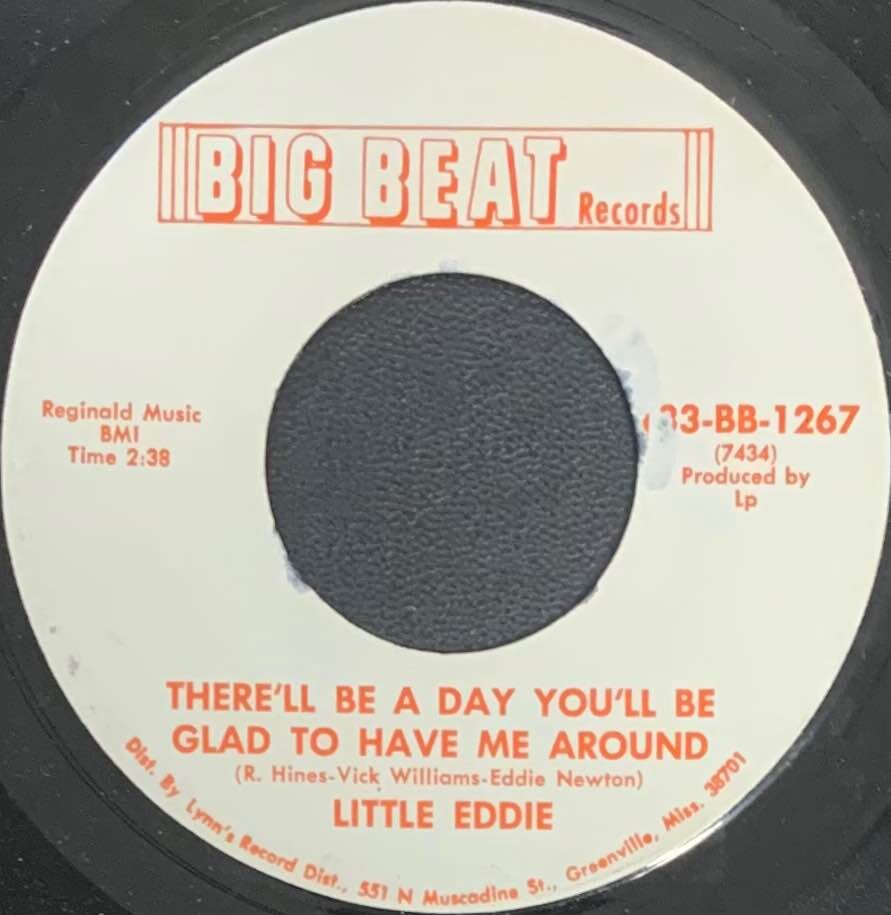 BIG BEAT Records
Reginald Music
BMI
Time 2:38
33-BB-1267
(7434)
Produced by
Lp
THERE'LL BE A DAY YOU'LL BE
GLAD TO HAVE ME AROUND
(R. Hines-Vick Williams-Eddie Newton)
LITTLE EDDIE
Dist. By Lynn's Record Dist., 551 N Muscadine St., Greenville, Miss. 38701